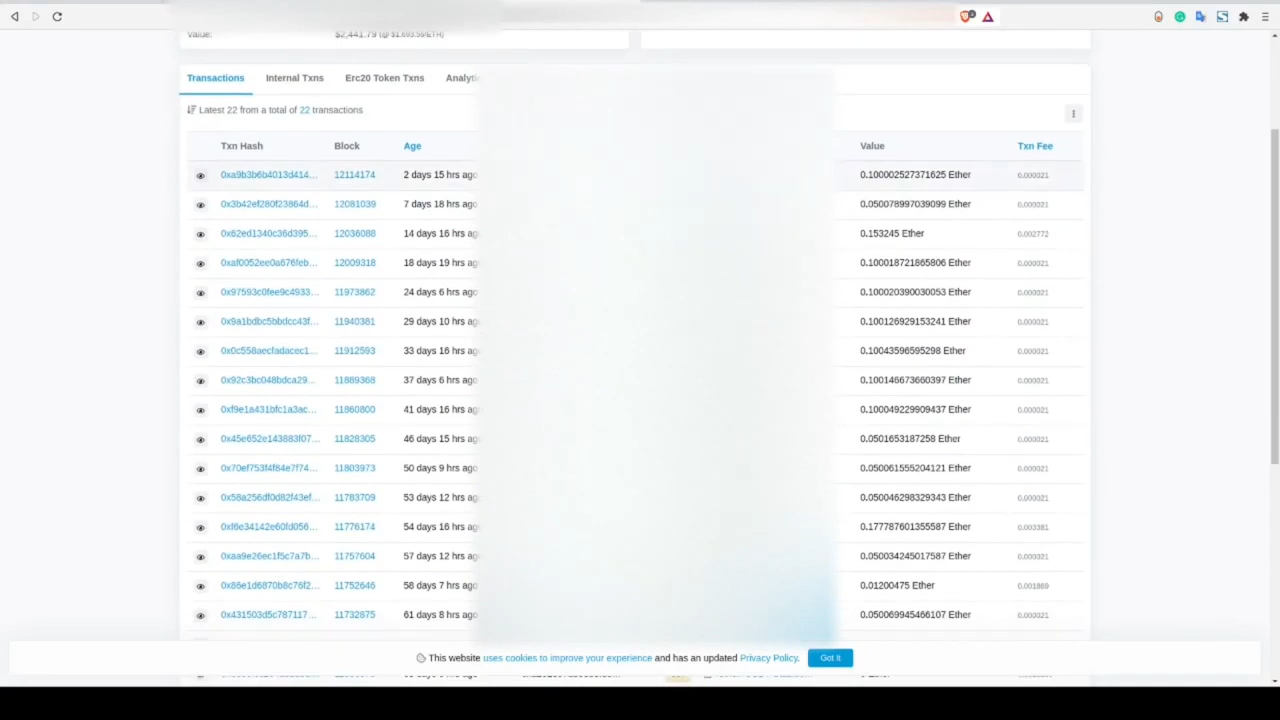 Value: $2,441.79 (@ $1,693.56/ETH)
Transactions Internal Txns Erc20 Token Txns
Latest 22 from a total of 22 transactions
Txn Hash Block Age Value Txn Fee
0xa9b3b6b4013d414... 12114174 2 days 15 hrs ago 0.100002527371625 Ether 0.000021
0x3b42ef280f23864d... 12081039 7 days 18 hrs ago 0.050078997039099 Ether 0.000021
0x62ed1340c36d395... 12036088 14 days 16 hrs ago 0.153245 Ether 0.002772
0xaf0052ee0a676feb... 12009318 18 days 19 hrs ago 0.100018721865806 Ether 0.000021
0x97593c0fee9c4933... 11973862 24 days 6 hrs ago 0.100020390030053 Ether 0.000021
0x9a1bdbc5bbdcc43f... 11940381 29 days 10 hrs ago 0.100126929153241 Ether 0.000021
0x0c558aecfadacec1... 11912593 33 days 16 hrs ago 0.10043596595298 Ether 0.000021
0x92c3bc048bdca29... 11889368 37 days 6 hrs ago 0.100146673660397 Ether 0.000021
0xf9e1a431bfc1a3ac... 11860800 41 days 16 hrs ago 0.100049229909437 Ether 0.000021
0x45e652e143883f07... 11828305 46 days 15 hrs ago 0.0501653187258 Ether 0.000021
0x70ef753f4f84e7f74... 11803973 50 days 9 hrs ago 0.050061555204121 Ether 0.000021
0x58a256df0d82f43ef... 11783709 53 days 12 hrs ago 0.050046298329343 Ether 0.000021
0xf6e34142e60fd056... 11776174 54 days 16 hrs ago 0.177787601355587 Ether 0.003381
0xaa9e26ec1f5c7a7b... 11757604 57 days 12 hrs ago 0.050034245017587 Ether 0.000021
0x86e1d6870b8c76f2... 11752646 58 days 7 hrs ago 0.01200475 Ether 0.001869
0x431503d5c787117... 11732875 61 days 8 hrs ago 0.050069945466107 Ether 0.000021
This website uses cookies to improve your experience and has an updated Privacy Policy. Got It